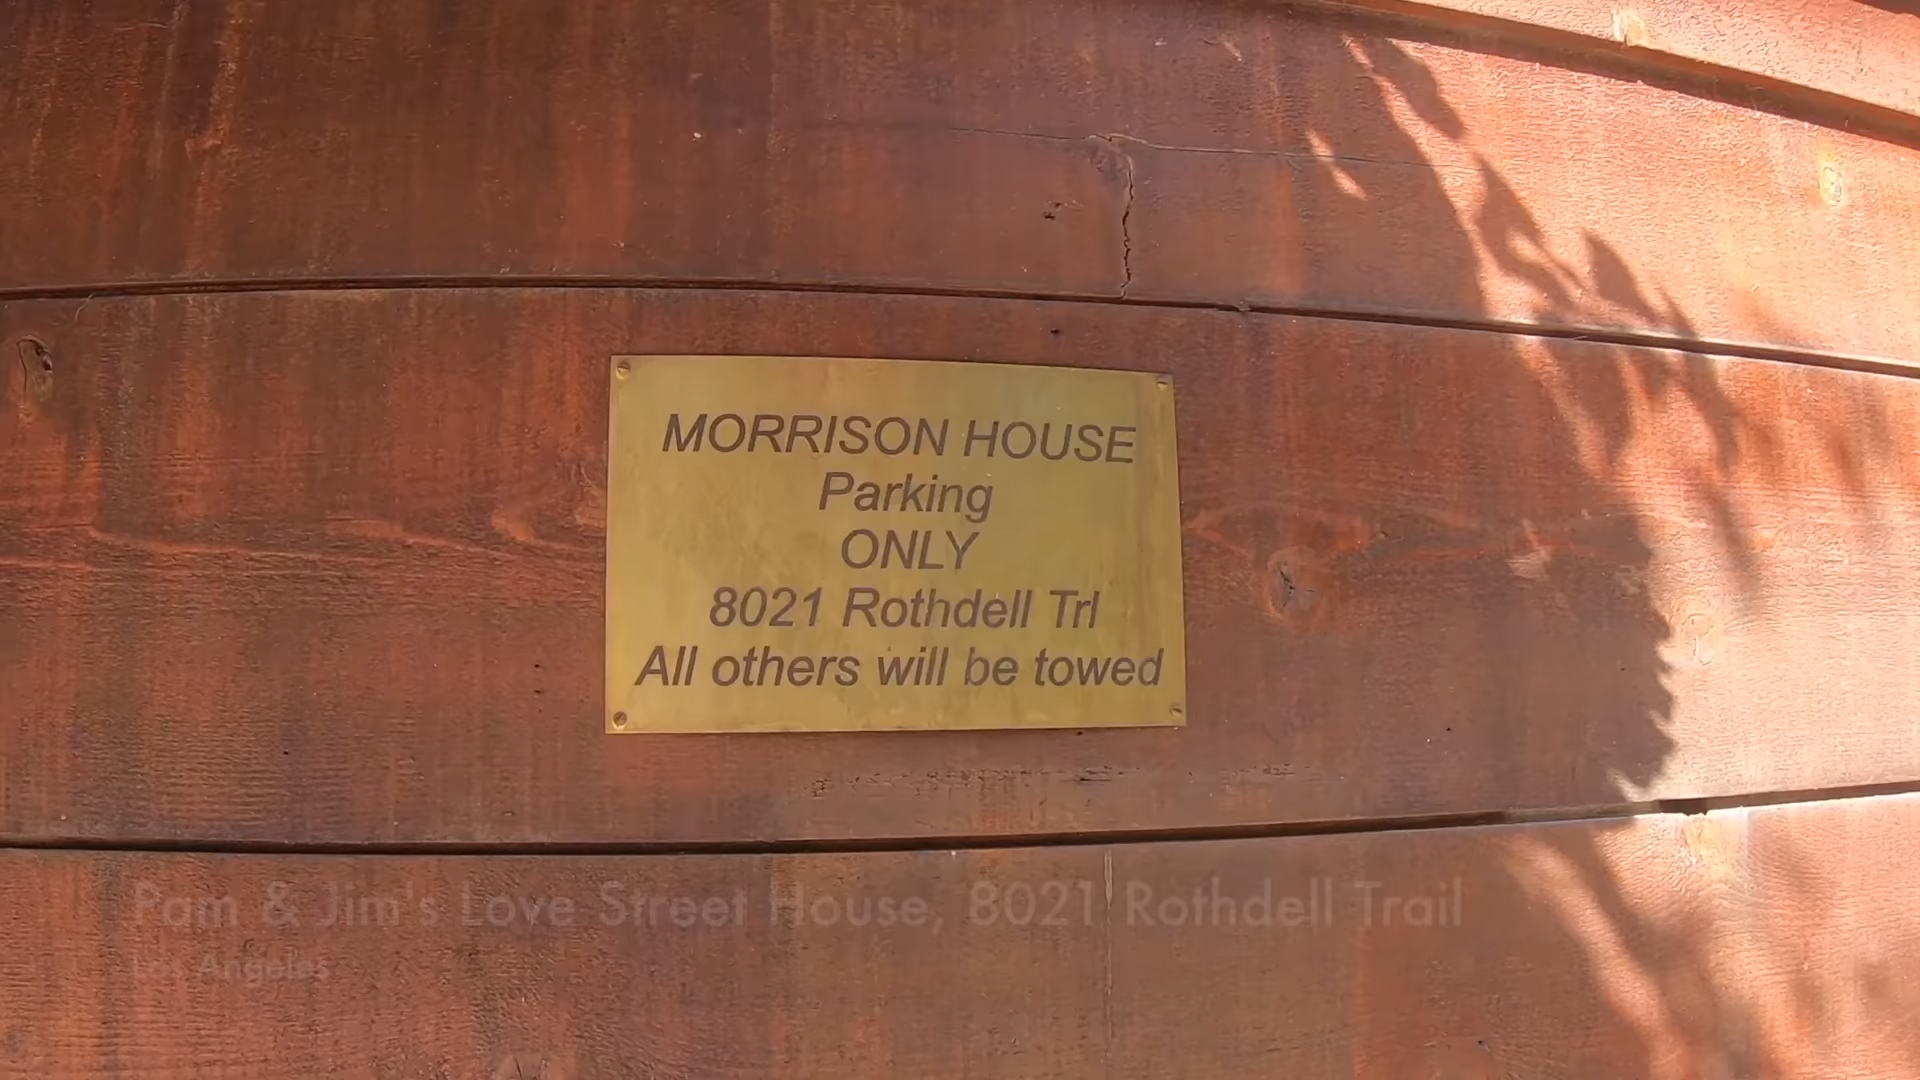 MORRISON HOUSE
Parking
ONLY
8021 Rothdell Trl
All others will be towed
Pam & Jim's Love Street House, 8021 Rothdell Trail
Los Angeles